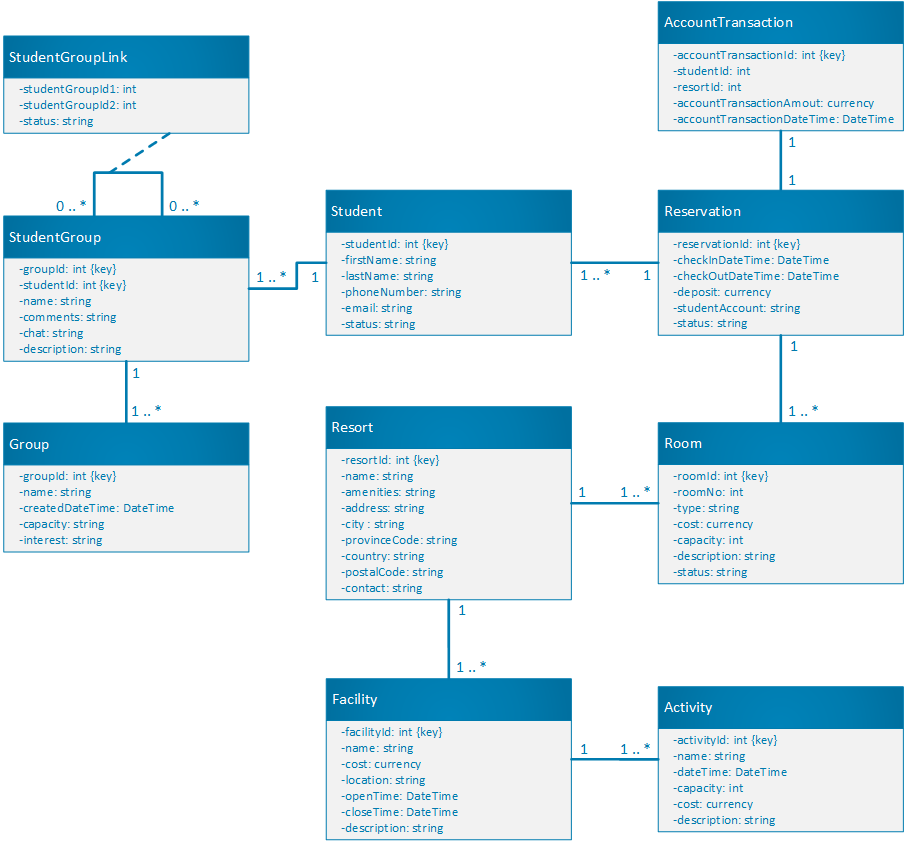 AccountTransaction
-accountTransactionId: int {key}
-studentId: int
-resortId: int
-accountTransactionAmout: currency
-accountTransactionDateTime: DateTime
StudentGroupLink
-studentGroupId1: int
-studentGroupId2: int
-status: string
1
1
0 .. *
0 .. *
StudentGroup
-groupId: int {key}
-studentId: int {key}
-name: string
-comments: string
-chat: string
-description: string
1 .. *
1
Student
-studentId: int {key}
-firstName: string
-lastName: string
-phoneNumber: string
-email: string
-status: string
1 .. *
1
Reservation
-reservationId: int {key}
-checkInDateTime: DateTime
-checkOutDateTime: DateTime
-deposit: currency
-studentAccount: string
-status: string
1
1 .. *
1
1 .. *
Group
-groupId: int {key}
-name: string
-createdDateTime: DateTime
-capacity: string
-interest: string
Resort
-resortId: int {key}
-name: string
-amenities: string
-address: string
-city : string
-provinceCode: string
-country: string
-postalCode: string
-contact: string
1
1 .. *
Room
-roomId: int {key}
-roomNo: int
-type: string
-cost: currency
-capacity: int
-description: string
-status: string
1
1 .. *
Facility
-facilityId: int {key}
-name: string
-cost: currency
-location: string
-openTime: DateTime
-closeTime: DateTime
-description: string
1
1 .. *
Activity
-activityId: int {key}
-name: string
-dateTime: DateTime
-capacity: int
-cost: currency
-description: string